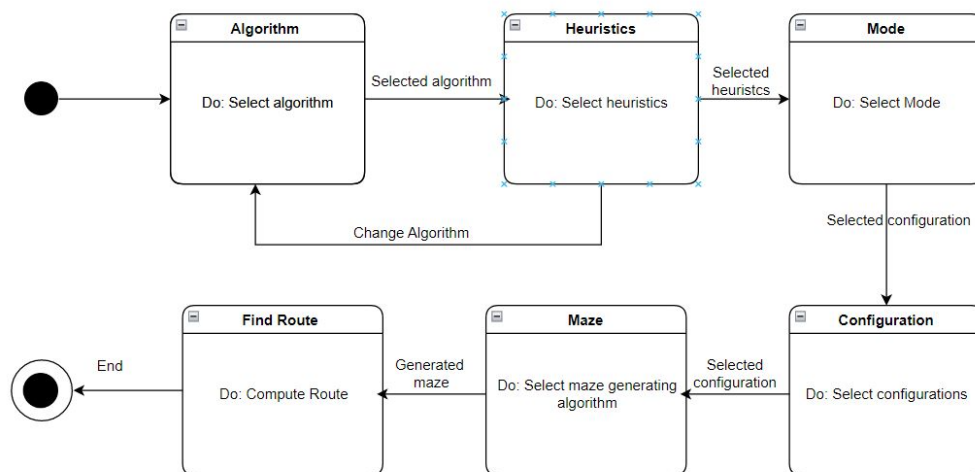 Algorithm
Do: Select algorithm
Selected algorithm
Heuristics
Do: Select heuristics
Selected
heuristcs
Mode
Do: Select Mode
Change Algorithm
Selected configuration
Find Route
Do: Compute Route
End
Generated
maze
Maze
Do: Select maze generating
algorithm
Selected
configuration
Configuration
Do: Select configurations